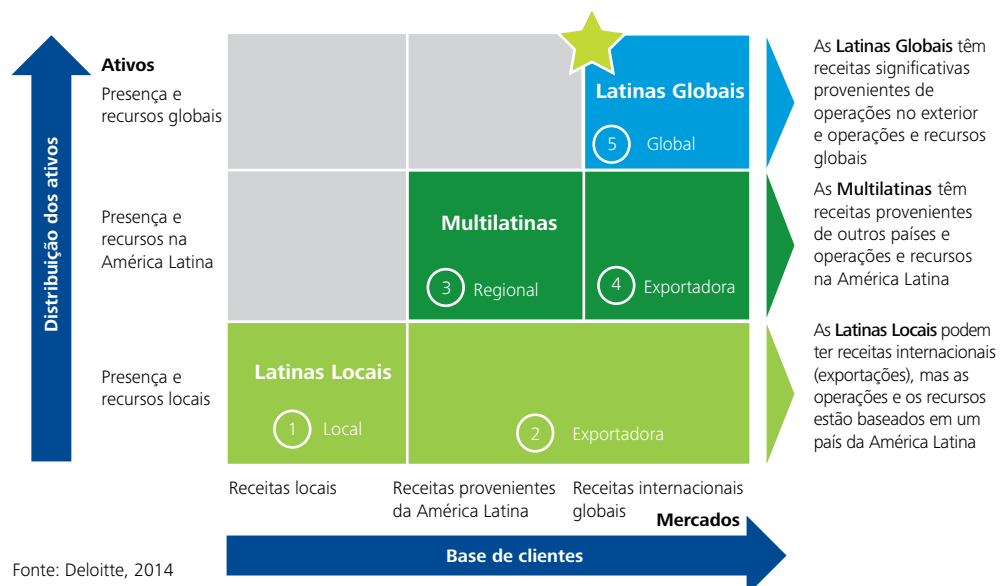 Distribuição dos ativos
Ativos
Presença e
recursos globais
Presença e
recursos na
América Latina
Presença e
recursos locais
Latinas Globais
5 Global
Multilatinas
3 Regional
4 Exportadora
Latinas Locais
1 Local
2 Exportadora
As Latinas Globais têm
receitas significativas
provenientes de
operações no exterior
e operações e recursos
globais
As Multilatinas têm
receitas provenientes
de outros países e
operações e recursos
na América Latina
As Latinas Locais podem
ter receitas internacionais
(exportações), mas as
operações e os recursos
estão baseados em um
país da América Latina
Receitas locais
Receitas provenientes
da América Latina
Receitas internacionais
globais
Mercados
Base de clientes
Fonte: Deloitte, 2014